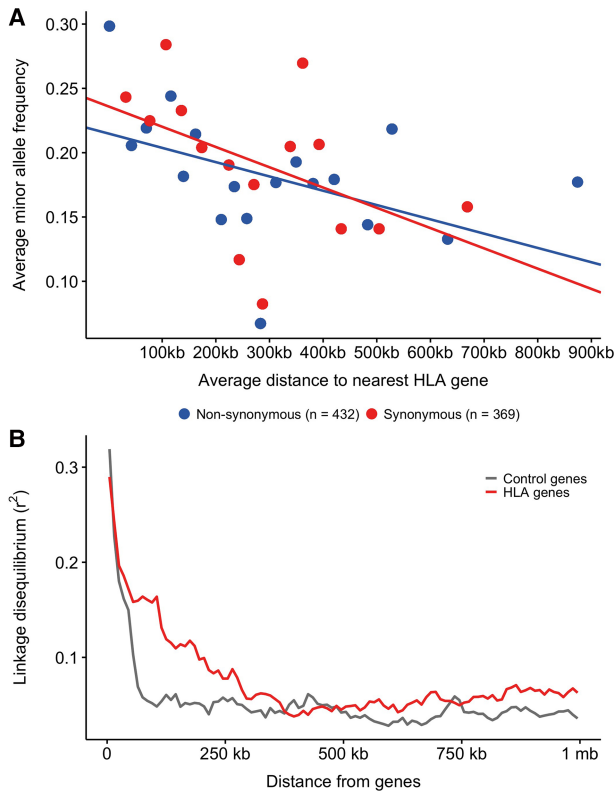 A
Average minor allele frequency
0.30
0.25
0.20
0.15
0.10
100kb 200kb 300kb 400kb 500kb 600kb 700kb 800kb 900kb
Average distance to nearest HLA gene
Non-synonymous (n = 432) Synonymous (n = 369)
B
Linkage disequilibrium (r²)
0.3
0.2
0.1
Control genes
HLA genes
0 250 kb 500 kb 750 kb 1 mb
Distance from genes